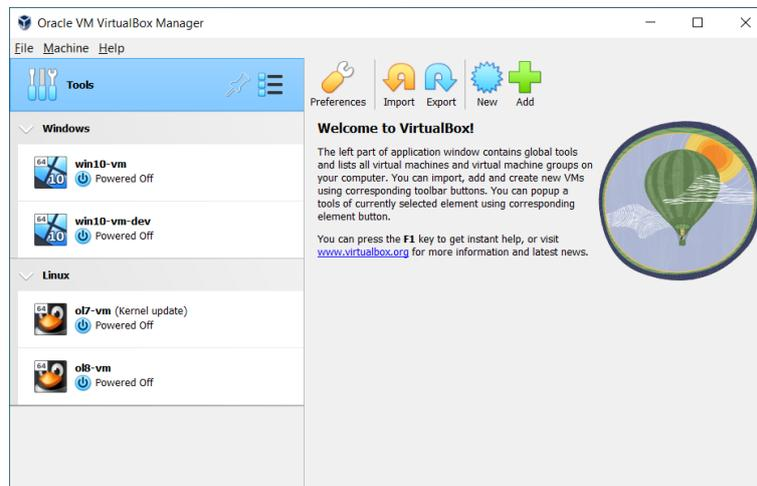 Oracle VM VirtualBox Manager
File Machine Help
Tools
Preferences Import Export New Add
Windows
64
10
win10-vm
Powered Off
64
10
win10-vm-dev
Powered Off
Linux
64
ol7-vm (Kernel update)
Powered Off
64
ol8-vm
Powered Off
Welcome to VirtualBox!
The left part of application window contains global tools
and lists all virtual machines and virtual machine groups on
your computer. You can import, add and create new VMs
using corresponding toolbar buttons. You can popup a
tools of currently selected element using corresponding
element button.
You can press the F1 key to get instant help, or visit
www.virtualbox.org for more information and latest news.